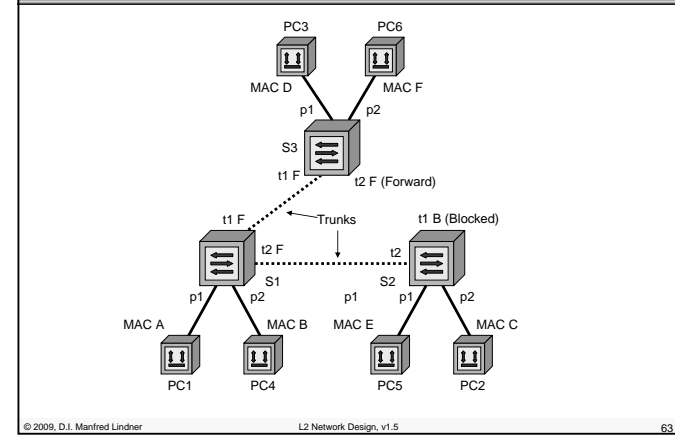 PC3 PC6
MAC D MAC F
p1 p2
S3
t1 F t2 F (Forward)
t1 F Trunks t1 B (Blocked)
t2 F t2
S1 S2
p1 p2 p1 p1 p2
MAC A MAC B MAC E MAC C
PC1 PC4 PC5 PC2
© 2009, D.I. Manfred Lindner L2 Network Design, v1.5 63